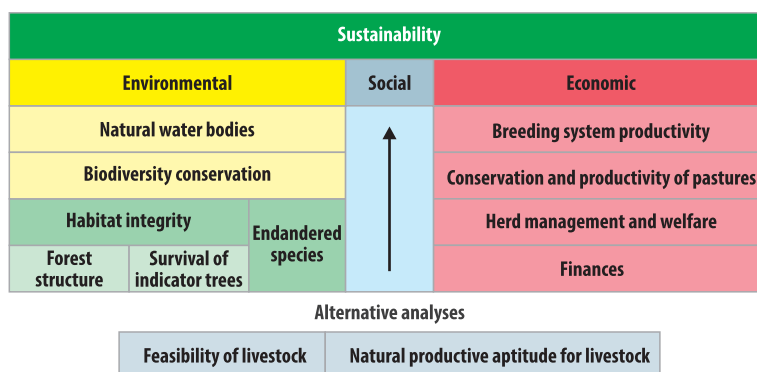 Sustainability
Environmental
Social
Economic
Natural water bodies
Breeding system productivity
Biodiversity conservation
Conservation and productivity of pastures
Habitat integrity
Endandered
species
Herd management and welfare
Forest
structure
Survival of
indicator trees
Finances
Alternative analyses
Feasibility of livestock
Natural productive aptitude for livestock